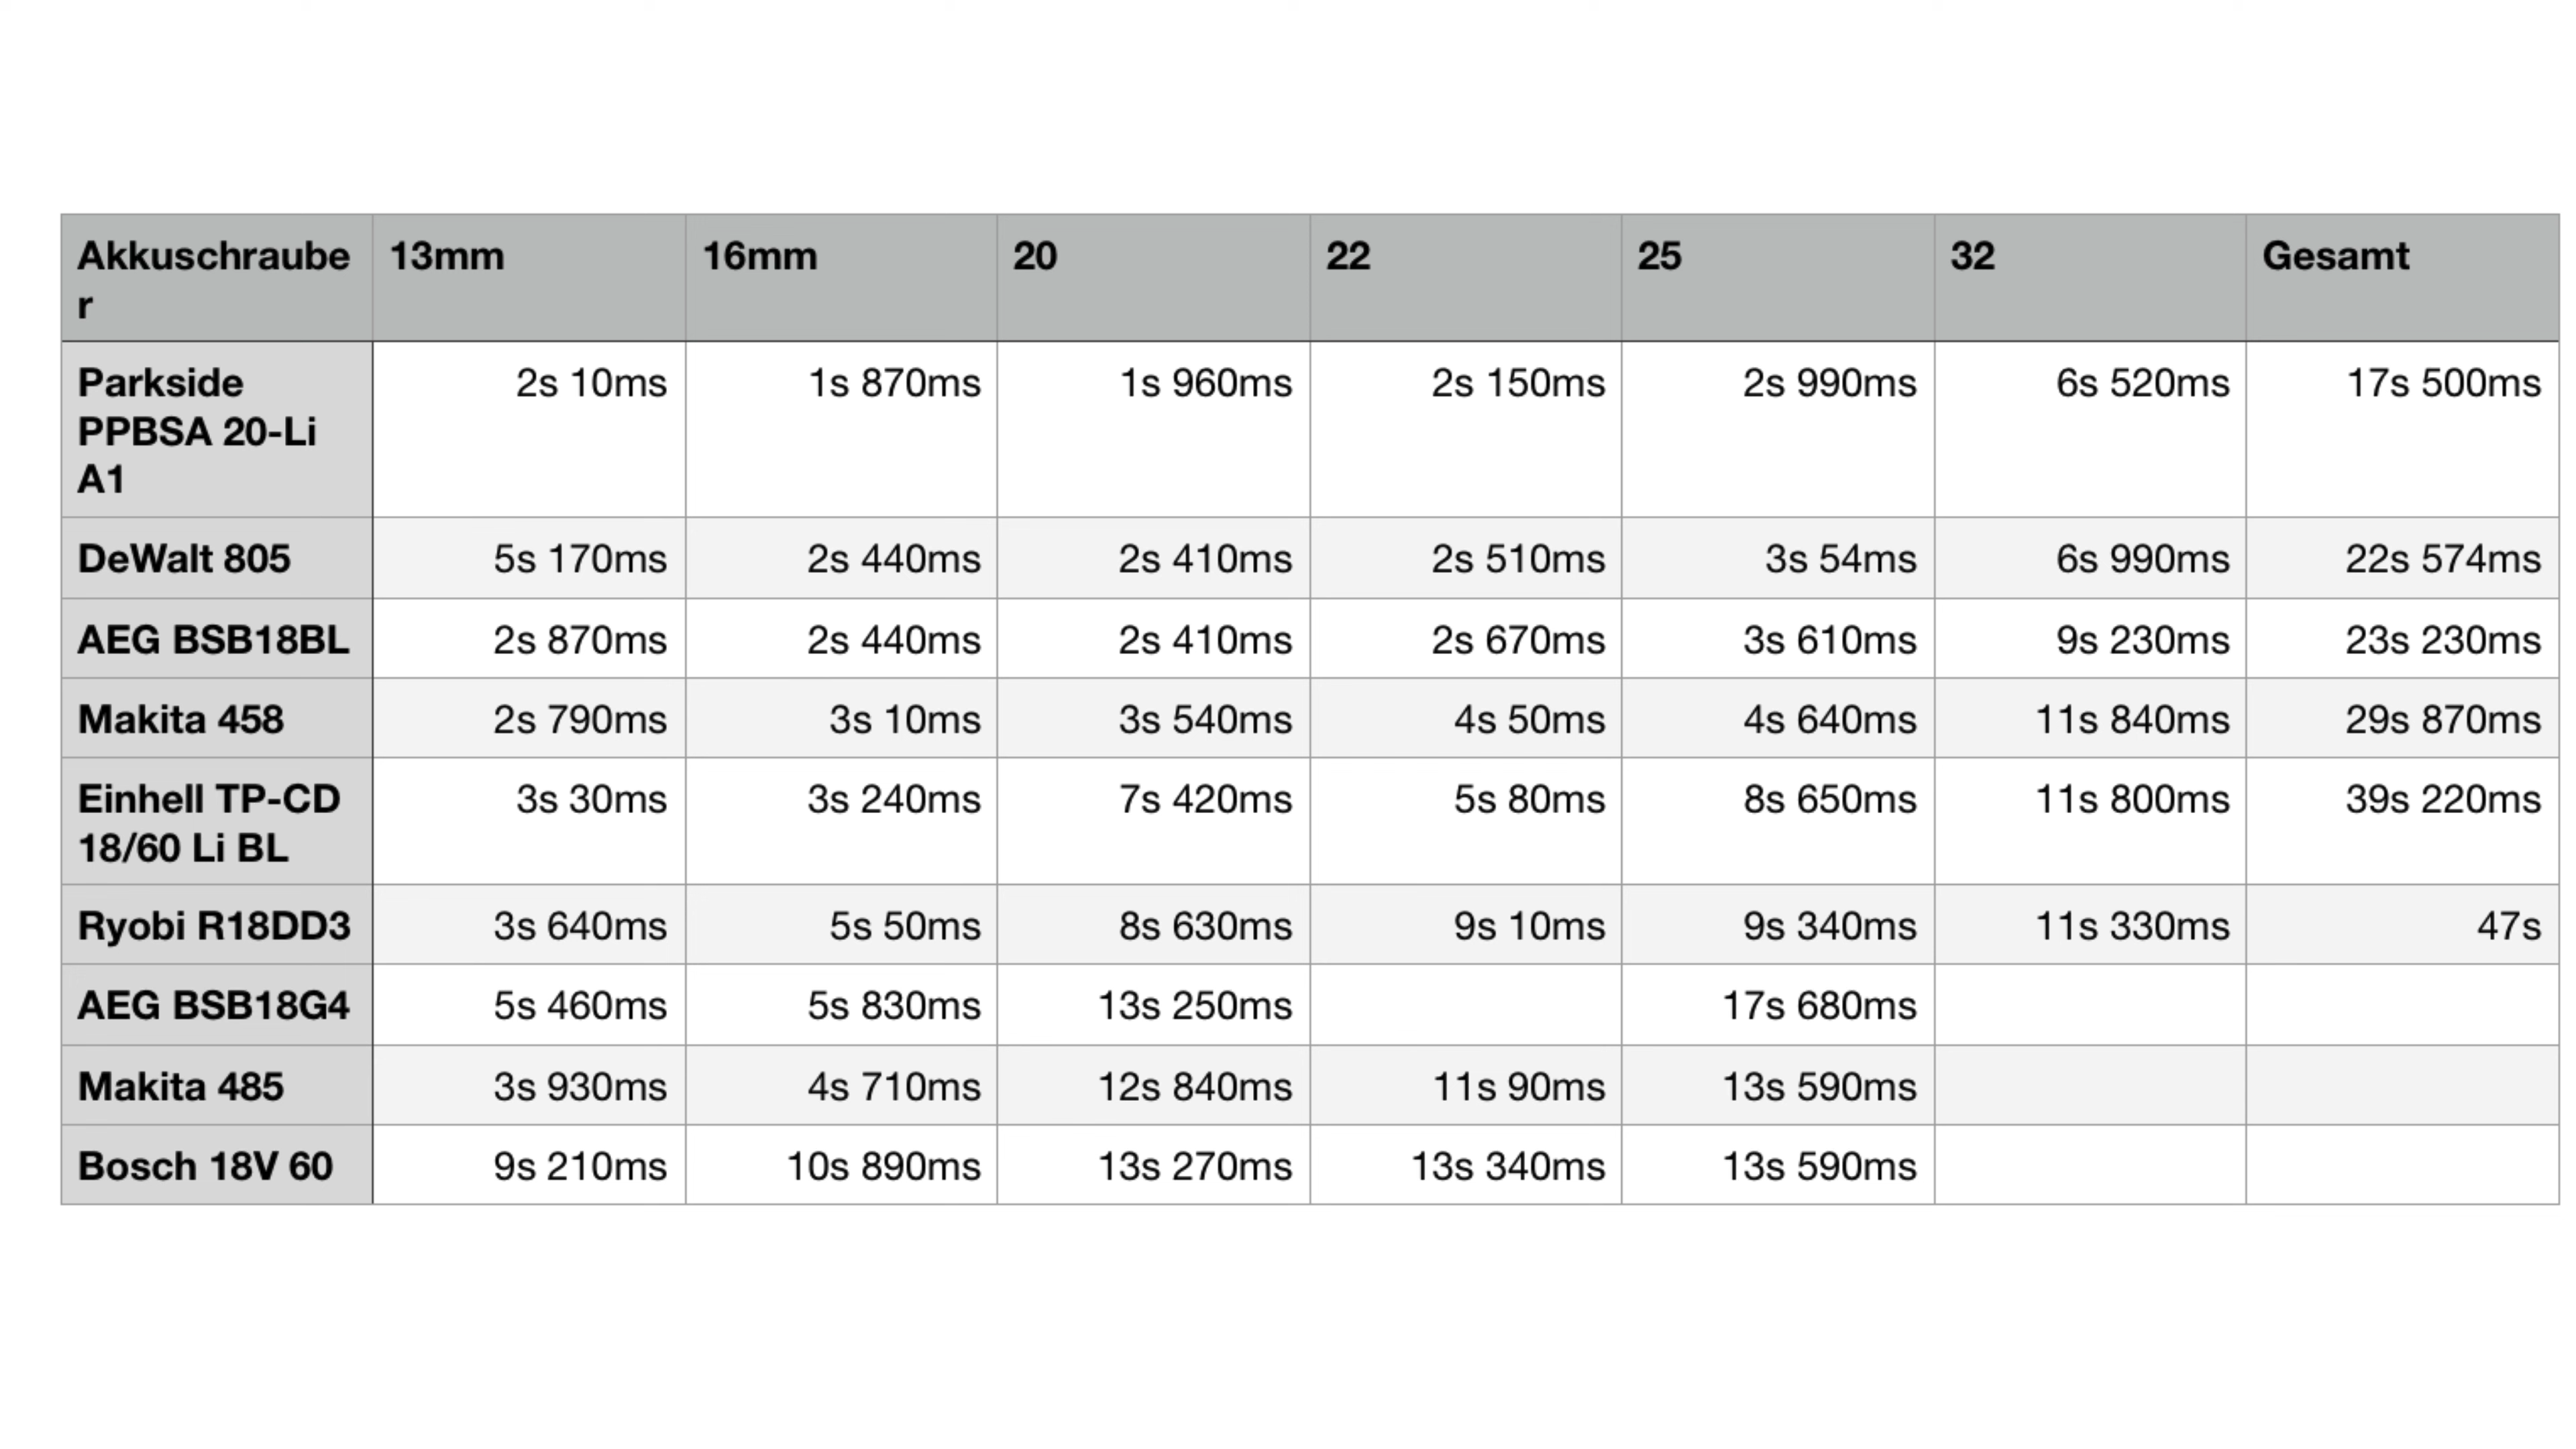 Akkuschraube 13mm 16mm 20 22 25 32 Gesamt
r
Parkside 2s 10ms 1s 870ms 1s 960ms 2s 150ms 2s 990ms 6s 520ms 17s 500ms
PPBSA 20-Li
A1
DeWalt 805 5s 170ms 2s 440ms 2s 410ms 2s 510ms 3s 54ms 6s 990ms 22s 574ms
AEG BSB18BL 2s 870ms 2s 440ms 2s 410ms 2s 670ms 3s 610ms 9s 230ms 23s 230ms
Makita 458 2s 790ms 3s 10ms 3s 540ms 4s 50ms 4s 640ms 11s 840ms 29s 870ms
Einhell TP-CD 3s 30ms 3s 240ms 7s 420ms 5s 80ms 8s 650ms 11s 800ms 39s 220ms
18/60 Li BL
Ryobi R18DD3 3s 640ms 5s 50ms 8s 630ms 9s 10ms 9s 340ms 11s 330ms 47s
AEG BSB18G4 5s 460ms 5s 830ms 13s 250ms 17s 680ms
Makita 485 3s 930ms 4s 710ms 12s 840ms 11s 90ms 13s 590ms
Bosch 18V 60 9s 210ms 10s 890ms 13s 270ms 13s 340ms 13s 590ms